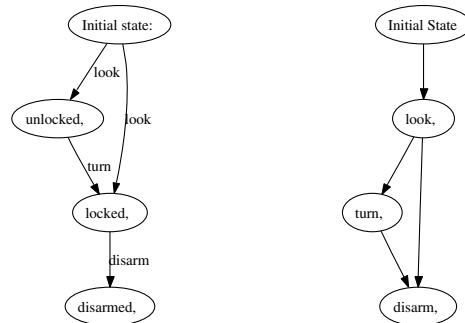 Initial state:
look
unlocked,
look
turn
locked,
disarm
disarmed,
Initial State
look,
turn,
disarm,